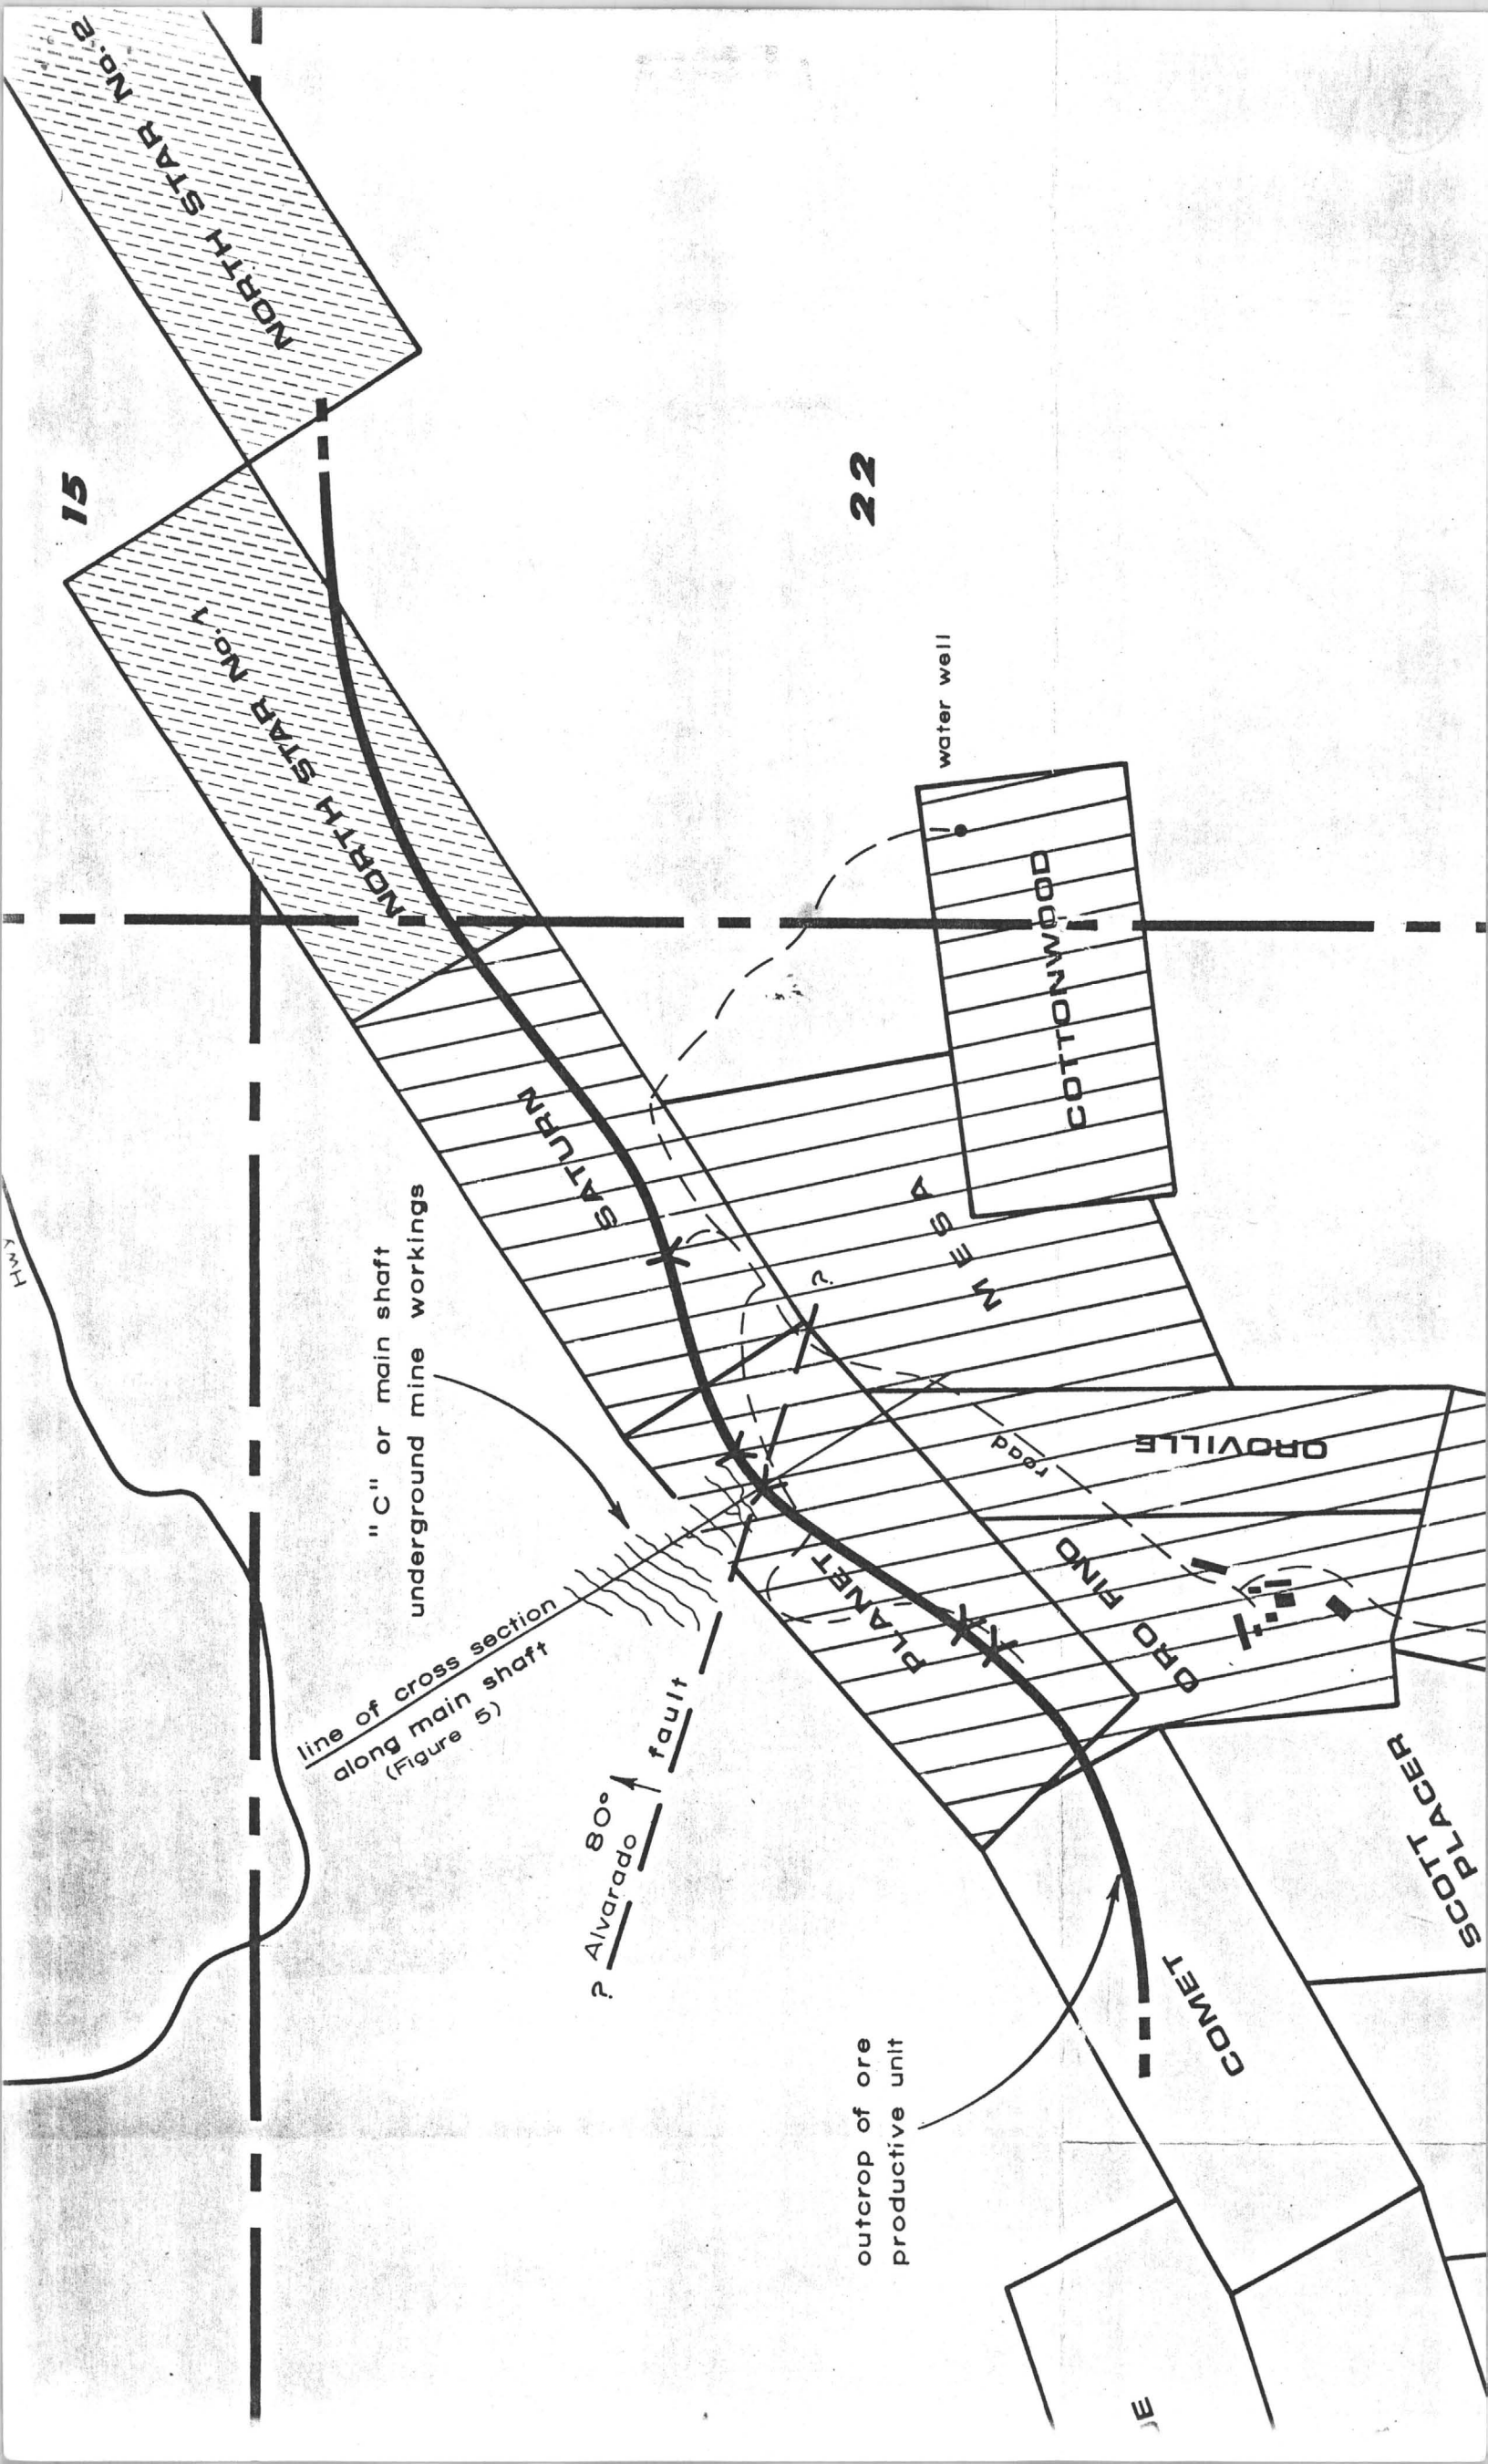 NORTH STAR No. 2
15
NORTH STAR No. 1
22
water well
COTTONWOOD
SATURN
MESA
Hwy
"C" or main shaft
underground mine workings
?
OROVILLE
road
ORO FINO
PLANET
line of cross section
along main shaft
(Figure 5)
80°
? Alvarado fault
SCOTT
PLACER
COMET
outcrop of ore
productive unit